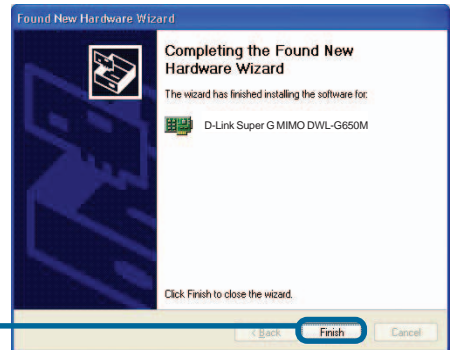 Found New Hardware Wizard
Completing the Found New
Hardware Wizard
The wizard has finished installing the software for:
D-Link Super G MIMO DWL-G650M
Click Finish to close the wizard.
< Back
Finish
Cancel